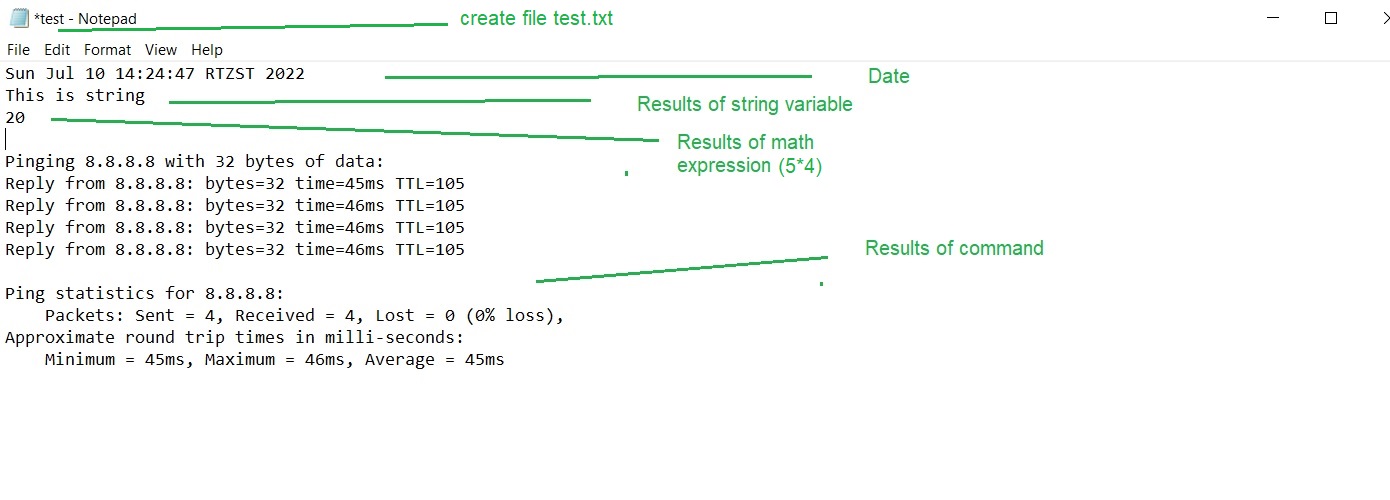 *test - Notepad
create file test.txt
File Edit Format View Help
Sun Jul 10 14:24:47 RTZST 2022
Date
This is string
Results of string variable
20
Results of math
expression (5*4)
Pinging 8.8.8.8 with 32 bytes of data:
Reply from 8.8.8.8: bytes=32 time=45ms TTL=105
Reply from 8.8.8.8: bytes=32 time=46ms TTL=105
Reply from 8.8.8.8: bytes=32 time=46ms TTL=105
Reply from 8.8.8.8: bytes=32 time=46ms TTL=105
Results of command
Ping statistics for 8.8.8.8:
Packets: Sent = 4, Received = 4, Lost = 0 (0% loss),
Approximate round trip times in milli-seconds:
Minimum = 45ms, Maximum = 46ms, Average = 45ms